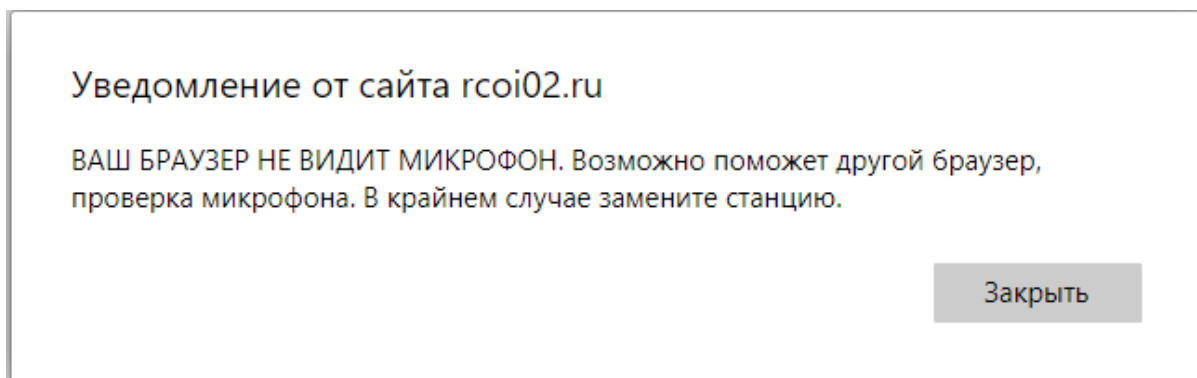 Уведомление от сайта rcoi02.ru
ВАШ БРАУЗЕР НЕ ВИДИТ МИКРОФОН. Возможно поможет другой браузер,
проверка микрофона. В крайнем случае замените станцию.
Закрыть